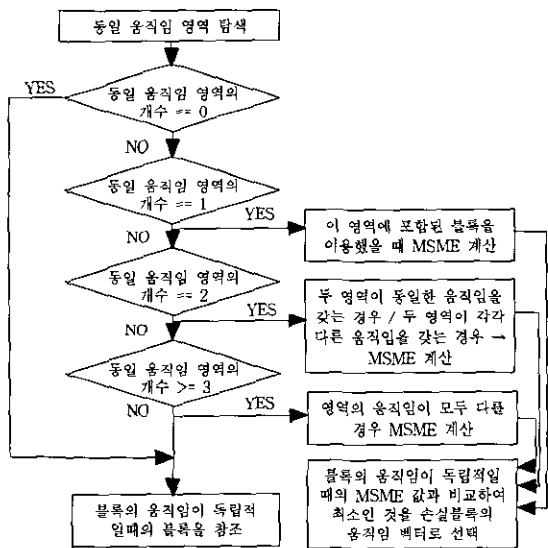 동일 움직임 영역 탐색
YES
동일 움직임 영역의
개수 == 0
NO
동일 움직임 영역의
개수 == 1
YES
이 영역에 포함된 블록을
이용했을 때 MSME 계산
NO
동일 움직임 영역의
개수 == 2
YES
두 영역이 동일한 움직임을
갖는 경우 / 두 영역이 각각
다른 움직임을 갖는 경우 →
MSME 계산
NO
동일 움직임 영역의
개수 >= 3
NO
YES
영역의 움직임이 모두 다를
경우 MSME 계산
블록의 움직임이 독립적
일때의 블록을 참조
블록의 움직임이 독립적일
때의 MSME 값과 비교하여
최소인 것을 손실블록의
움직임 벡터로 선택